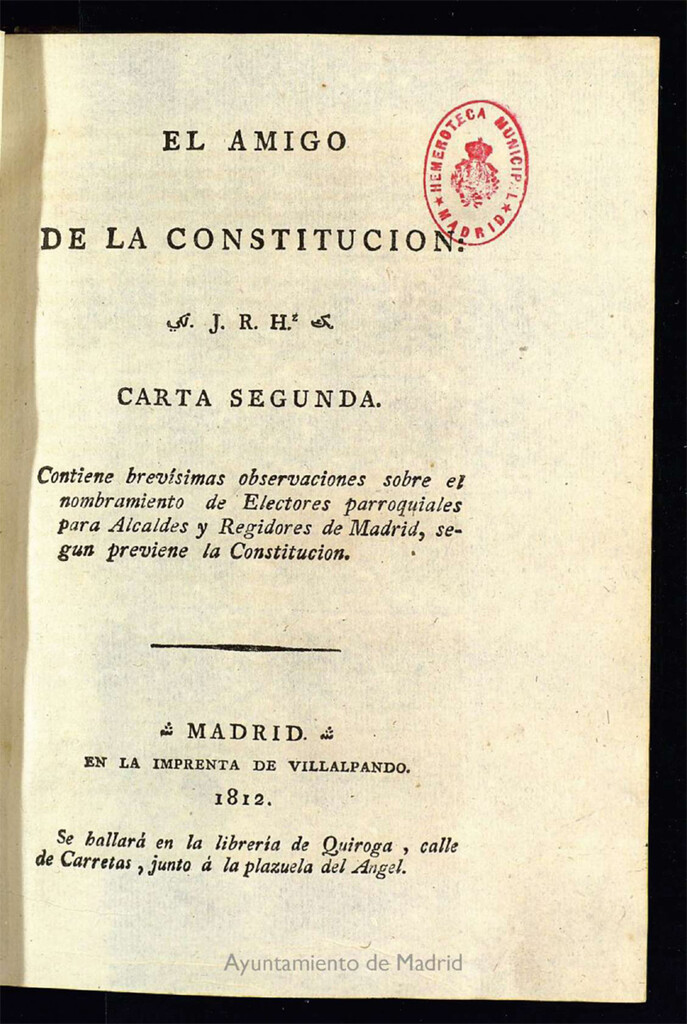 EL AMIGO
HEMEROTECA MUNICIPAL
★ MADRID ★
DE LA CONSTITUCION:
J. R. H.ᶻ
CARTA SEGUNDA.
Contiene brevísimas observaciones sobre el
nombramiento de Electores parroquiales
para Alcaldes y Regidores de Madrid, se-
gun previene la Constitucion.
MADRID.
EN LA IMPRENTA DE VILLALPANDO.
1812.
Se hallará en la librería de Quiroga , calle
de Carretas , junto á la plazuela del Angel.
Ayuntamiento de Madrid